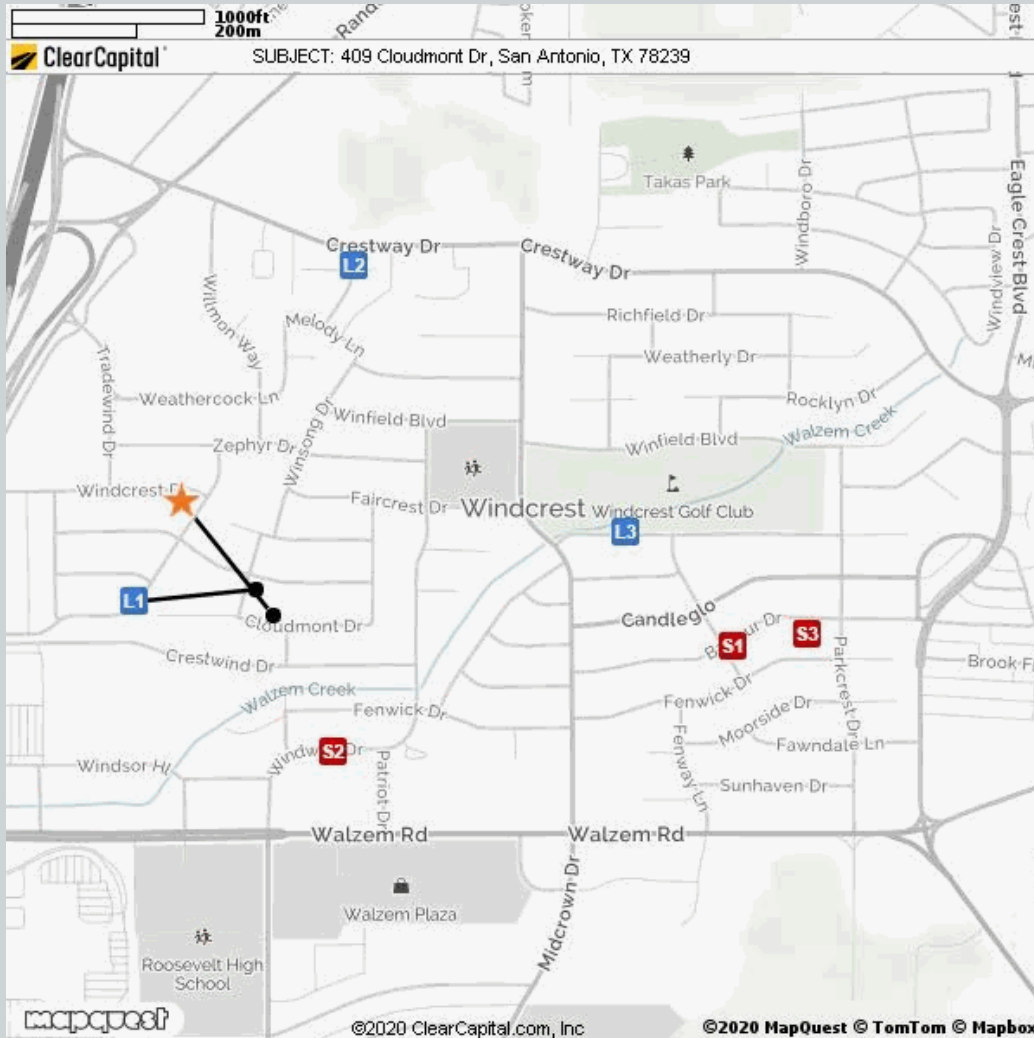 1000ft
200m
ClearCapital
SUBJECT: 409 Cloudmont Dr, San Antonio, TX 78239
Takas Park
Windboro Dr
Eagle Crest Blvd
Windview Dr
Crestway Dr
Crestway Dr
L2
Willmon Way
Melody Ln
Richfield Dr
Weatherly Dr
Tradewind Dr
Weathercock Ln
Winsong Dr
Rocklyn Dr
Winfield Blvd
Winfield Blvd
Walzem Creek
Zephyr Dr
Windcrest D
Faircrest Dr
Windcrest
Windcrest Golf Club
L3
L1
Cloudmont Dr
Candleglo
S1
S3
Crestwind Dr
Parkcrest Dr
Brook F
Walzem Creek
Fenwick Dr
Fenwick Dr
Moorside Dr
Fawndale Ln
S2
Windsor Hl
Patriot Dr
Fenway Ln
Sunhaven Dr
Walzem Rd
Walzem Rd
Midcrown Dr
Walzem Plaza
Roosevelt High
School
mapquest
©2020 ClearCapital.com, Inc
©2020 MapQuest © TomTom © Mapbox